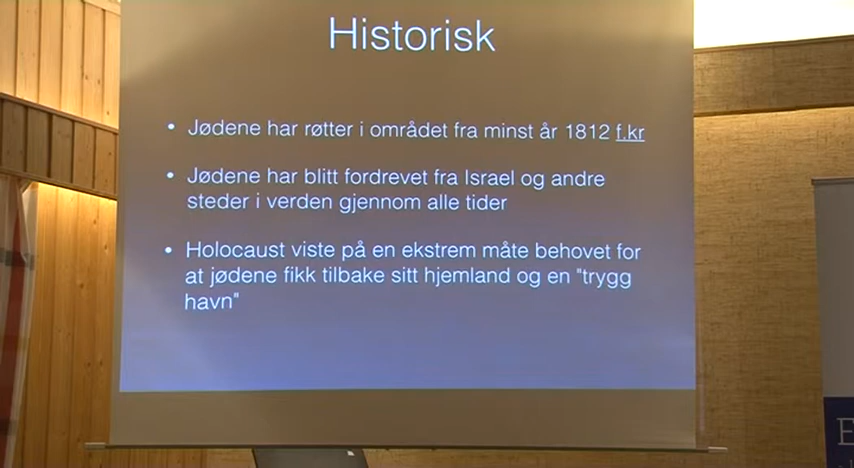 Historisk
• Jødene har røtter i området fra minst år 1812 f.kr
• Jødene har blitt fordrevet fra Israel og andre
steder i verden gjennom alle tider
• Holocaust viste på en ekstrem måte behovet for
at jødene fikk tilbake sitt hjemland og en "trygg
havn"
E